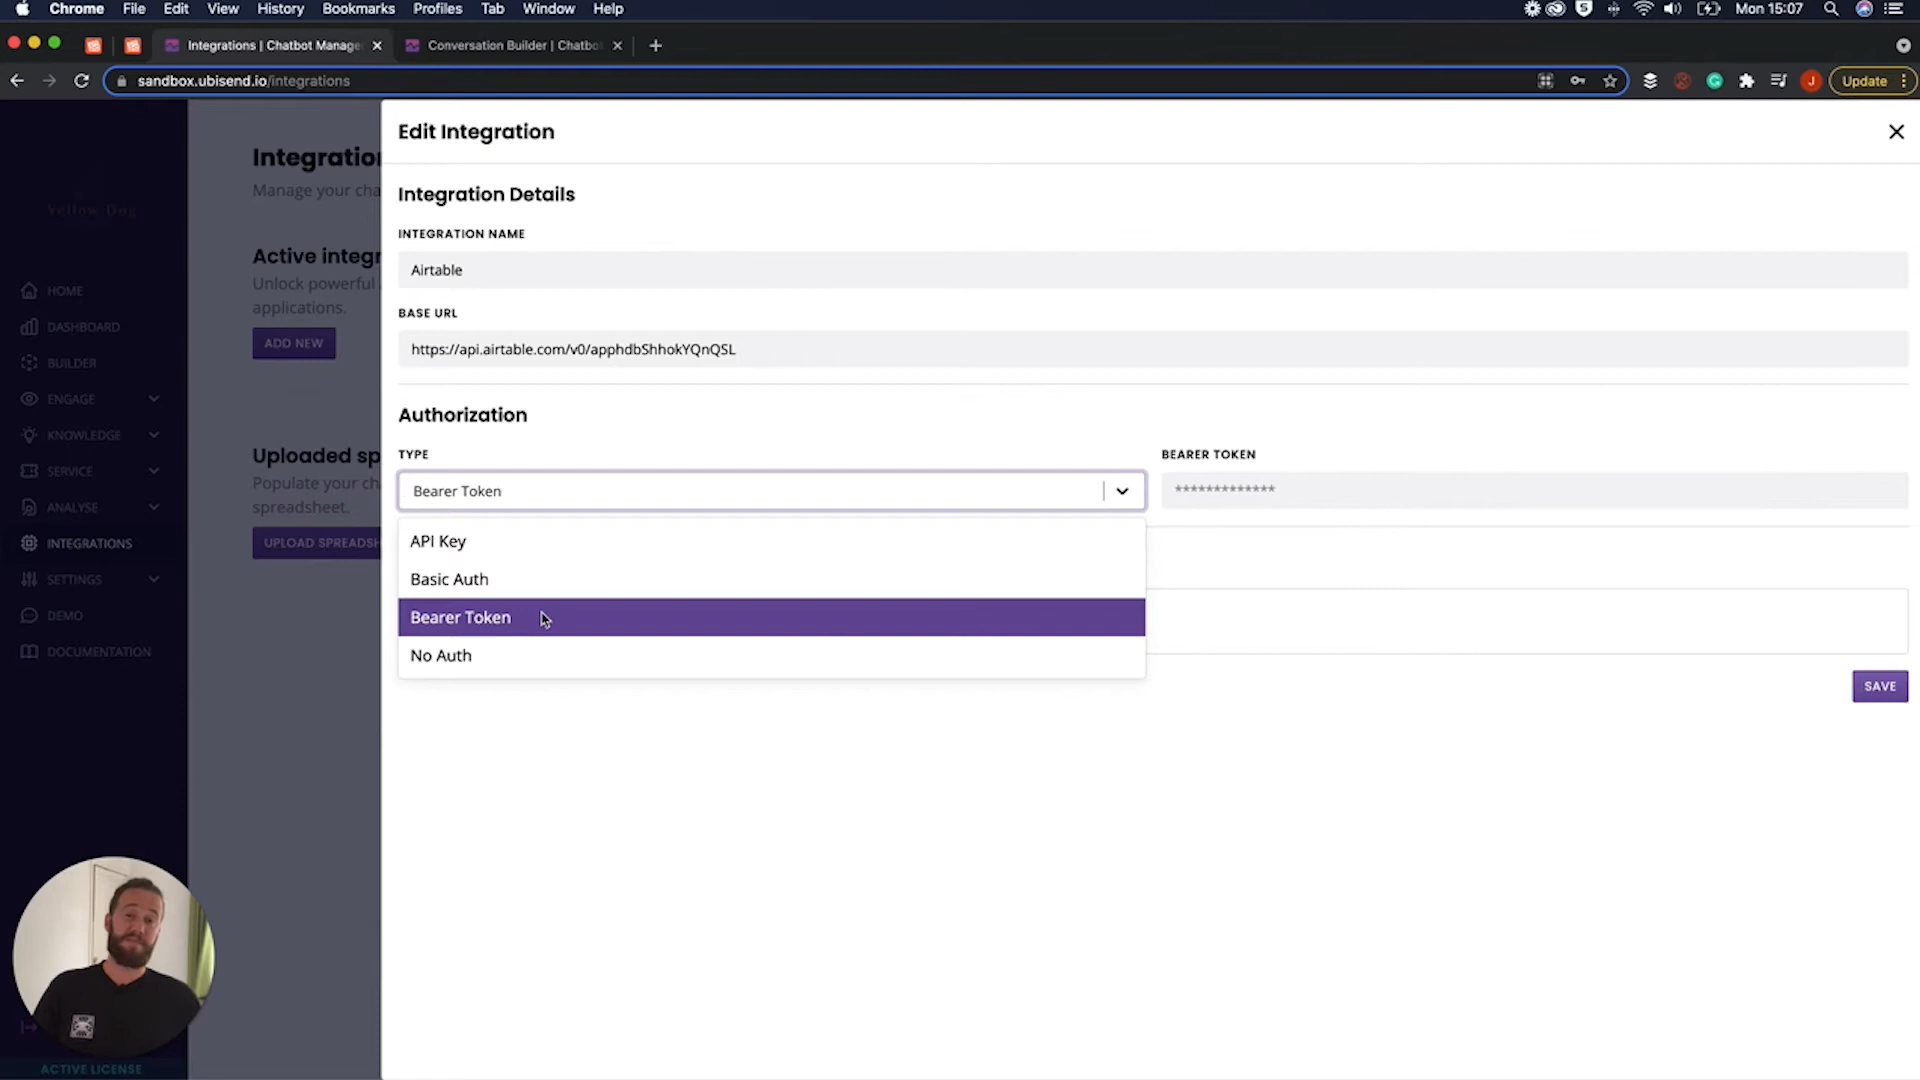 Chrome File Edit View History Bookmarks Profiles Tab Window Help Mon 15:07
Integrations | Chatbot Manage
Conversation Builder | Chatbot
sandbox.ubisend.io/integrations
J
Update
Yellow Dog
HOME
DASHBOARD
BUILDER
ENGAGE
KNOWLEDGE
SERVICE
ANALYSE
INTEGRATIONS
SETTINGS
DEMO
DOCUMENTATION
ACTIVE LICENSE
Integration
Manage your cha
Active integr
Unlock powerful
applications.
ADD NEW
Uploaded sp
Populate your cha
spreadsheet.
UPLOAD SPREADSH
Edit Integration
Integration Details
INTEGRATION NAME
Airtable
BASE URL
https://api.airtable.com/v0/apphdbShhokYQnQSL
Authorization
TYPE
Bearer Token
BEARER TOKEN
*************
API Key
Basic Auth
Bearer Token
No Auth
SAVE